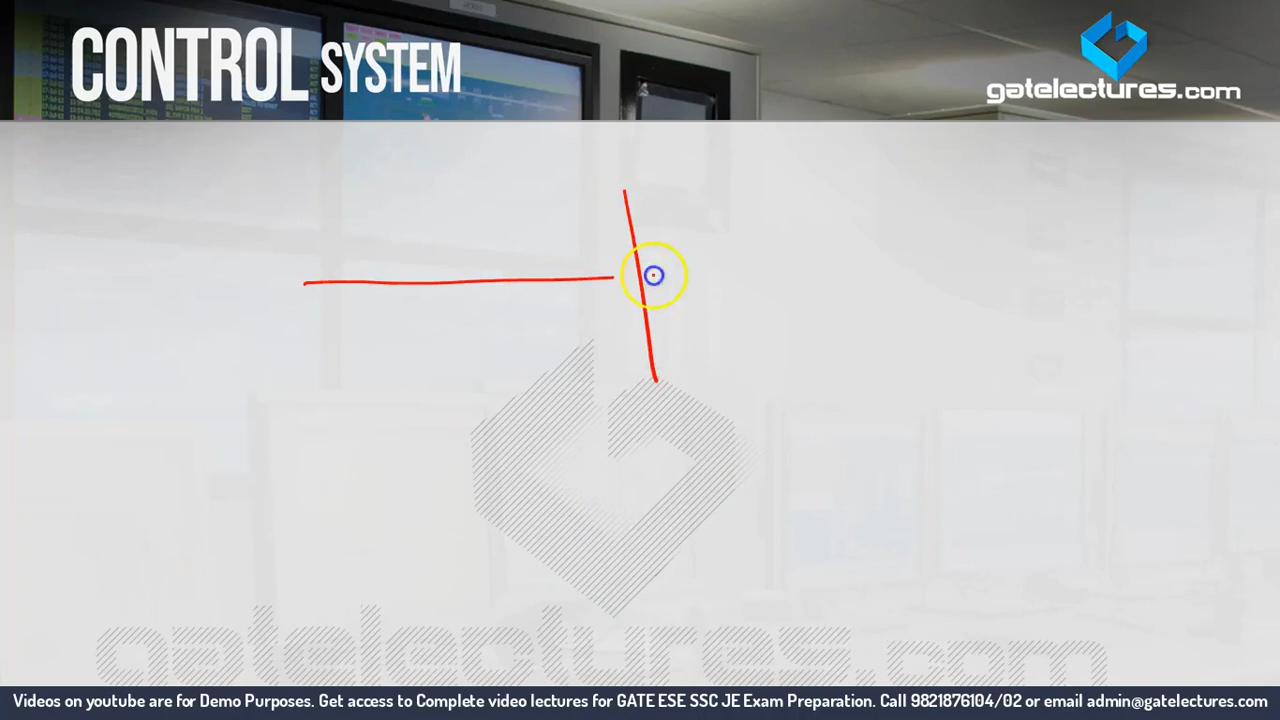 CONTROL SYSTEM
gatelectures.com
gatelectures.com
Videos on youtube are for Demo Purposes. Get access to Complete video lectures for GATE ESE SSC JE Exam Preparation. Call 9821876104/02 or email admin@gatelectures.com